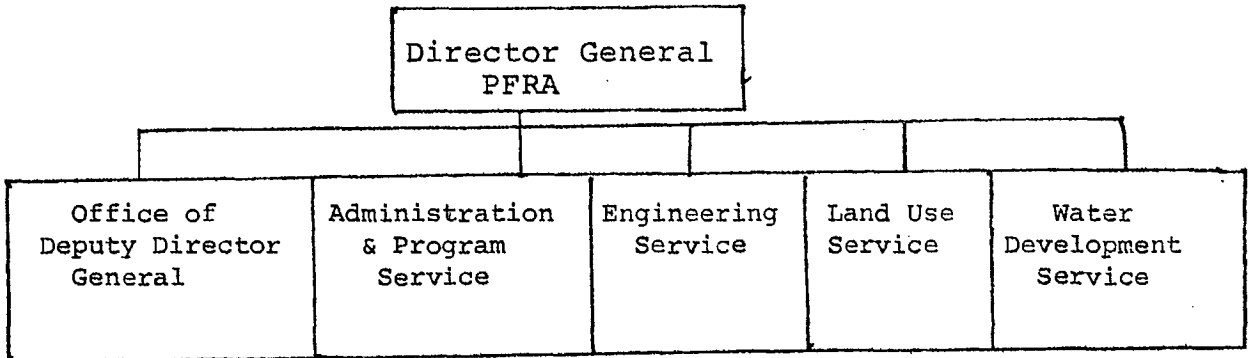 Director General
PFRA
Office of
Deputy Director
General
Administration
& Program
Service
Engineering
Service
Land Use
Service
Water
Development
Service